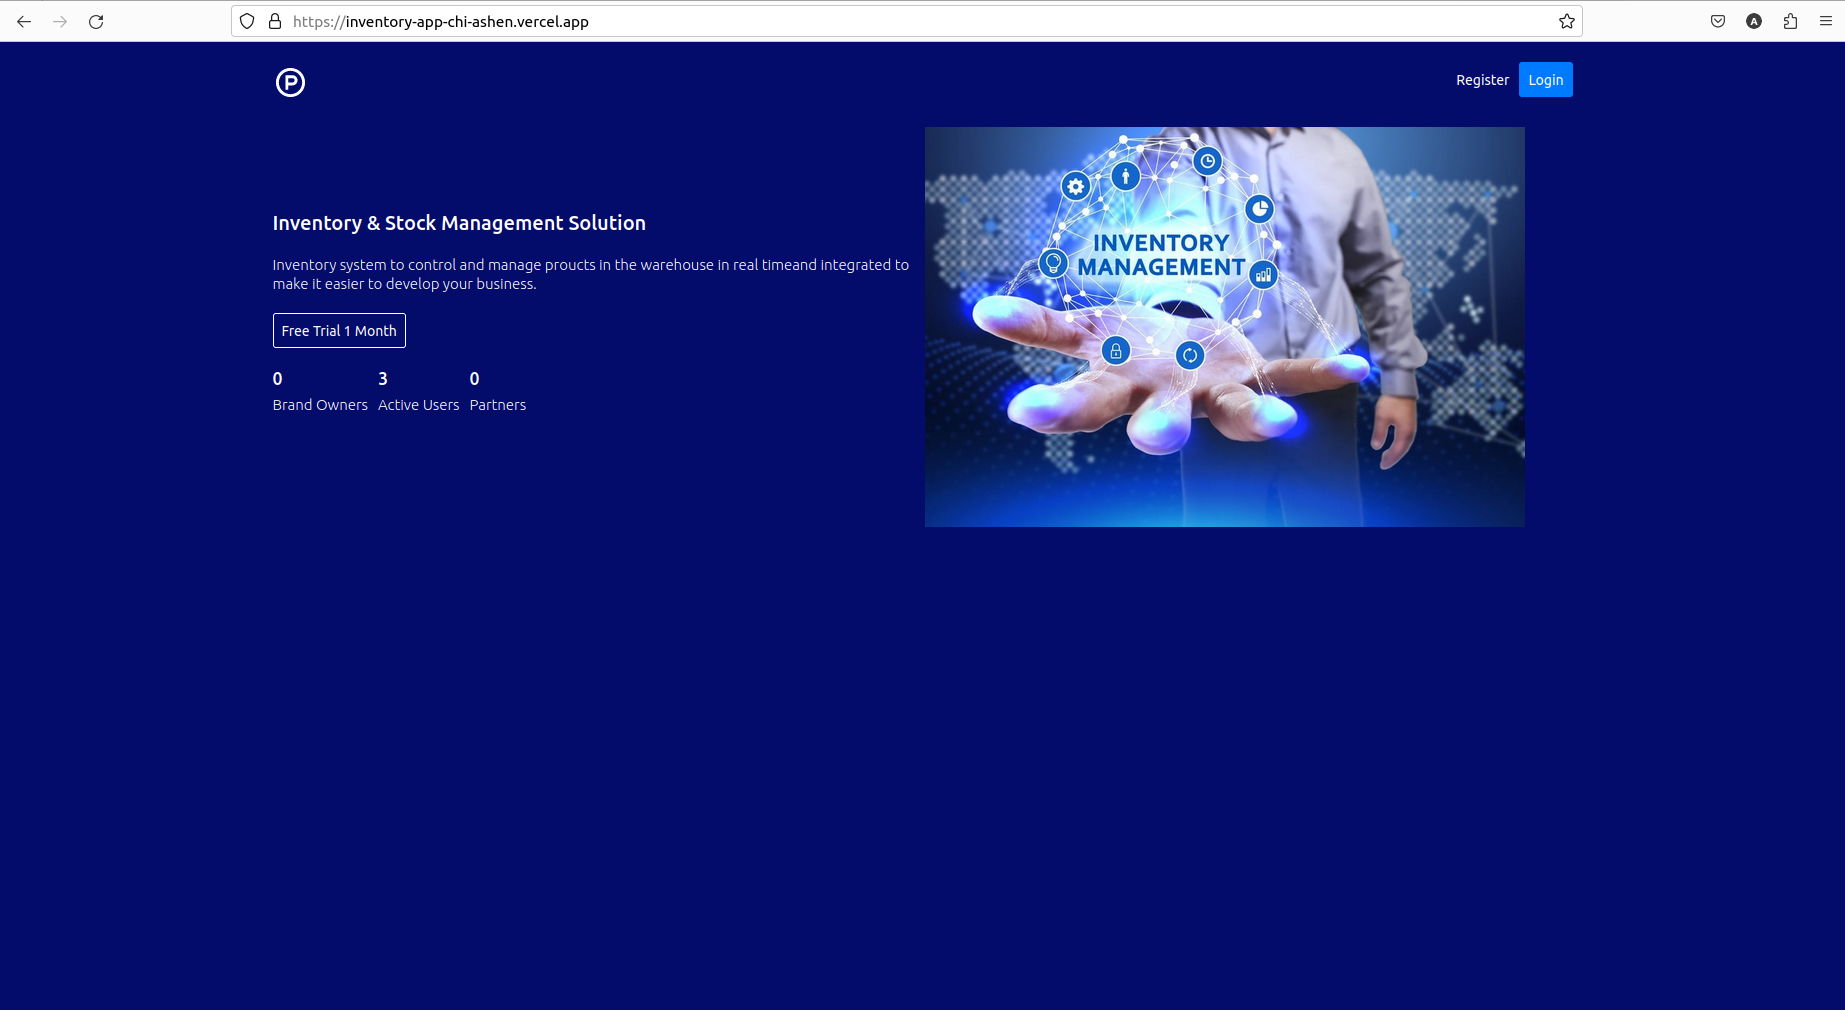 https://inventory-app-chi-ashen.vercel.app
A
P
Register
Login
INVENTORY
MANAGEMENT
Inventory & Stock Management Solution
Inventory system to control and manage proucts in the warehouse in real timeand integrated to
make it easier to develop your business.
Free Trial 1 Month
0
Brand Owners
3
Active Users
0
Partners